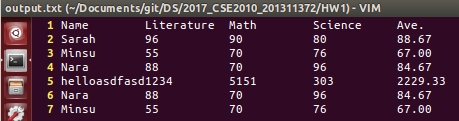 output.txt (~/Documents/git/DS/2017_CSE2010_201311372/HW1) - VIM
1 Name Literature Math Science Ave.
2 Sarah 96 90 80 88.67
3 Minsu 55 70 76 67.00
4 Nara 88 70 96 84.67
5 helloasdfasd1234 5151 303 2229.33
6 Nara 88 70 96 84.67
7 Minsu 55 70 76 67.00